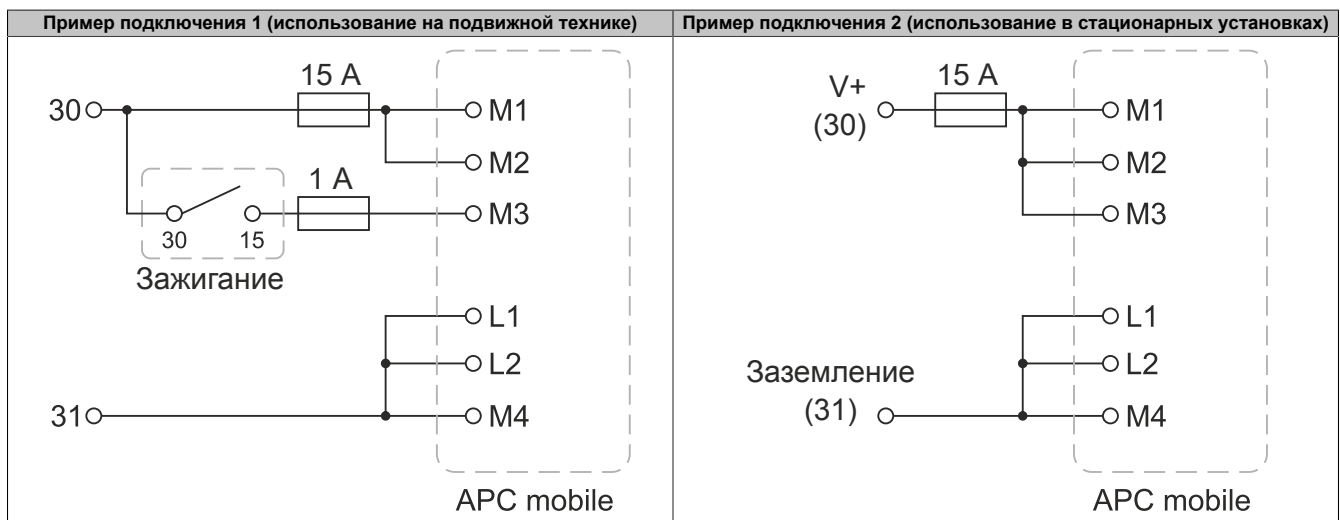 Пример подключения 1 (использование на подвижной технике)
15 A
30
M1
M2
1 A
M3
30 15
Зажигание
L1
L2
31
M4
APC mobile
Пример подключения 2 (использование в стационарных установках)
V+
(30)
15 A
M1
M2
M3
L1
L2
Заземление
(31)
M4
APC mobile